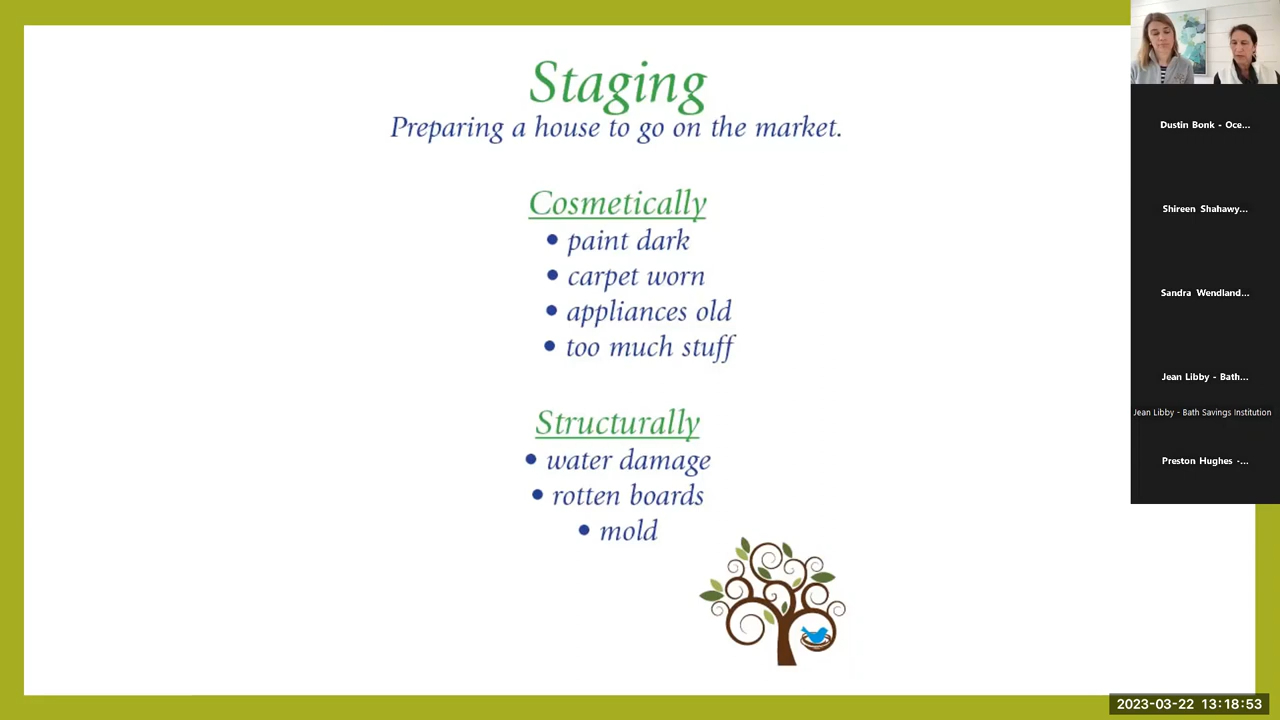 Staging
Preparing a house to go on the market.
Cosmetically
• paint dark
• carpet worn
• appliances old
• too much stuff
Structurally
• water damage
• rotten boards
• mold
Dustin Bonk - Oce...
Shireen Shahawy...
Sandra Wendland...
Jean Libby - Bath...
Jean Libby - Bath Savings Institution
Preston Hughes -...
2023-03-22 13:18:53